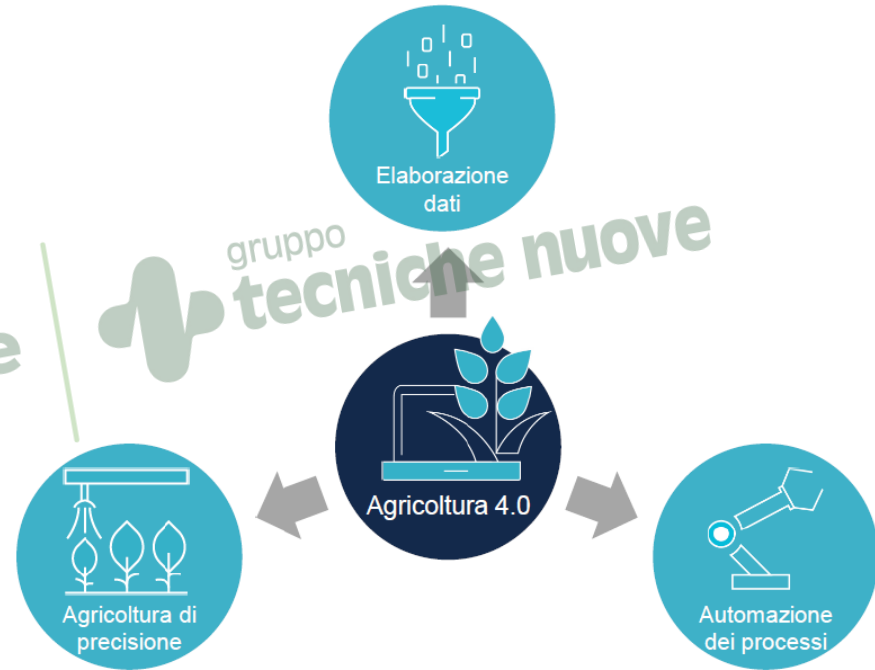 Elaborazione
dati
gruppo
tecniche nuove
e
Agricoltura 4.0
Agricoltura di
precisione
Automazione
dei processi